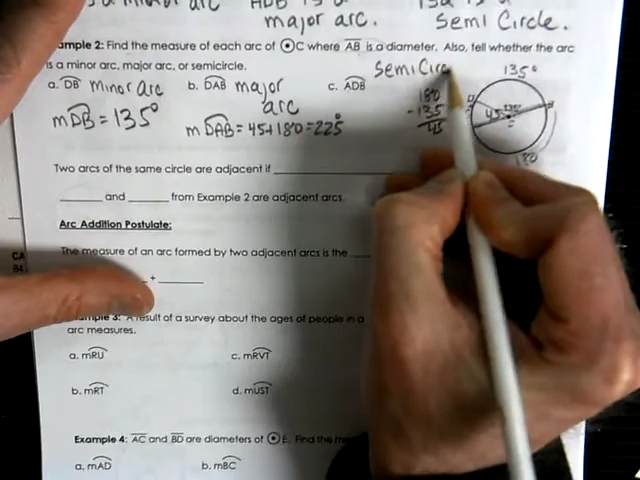 major arc.
Semi Circle.
ample 2: Find the measure of each arc of ⊙C where AB is a diameter. Also, tell whether the arc
is a minor arc, major arc, or semicircle.
a. DB minor arc b. DAB major arc c. ADB Semi Circ
135°
180
-135
45
45
mDB = 135°
mDAB = 45+180=225°
180
Two arcs of the same circle are adjacent if
and from Example 2 are adjacent arcs.
Arc Addition Postulate:
The measure of an arc formed by two adjacent arcs is the
+
A result of a survey about the ages of people in a
arc measures.
a. mRU c. mRVT
b. mRT d. mUST
Example 4: AC and BD are diameters of ⊙E. Find the
a. mAD b. mBC